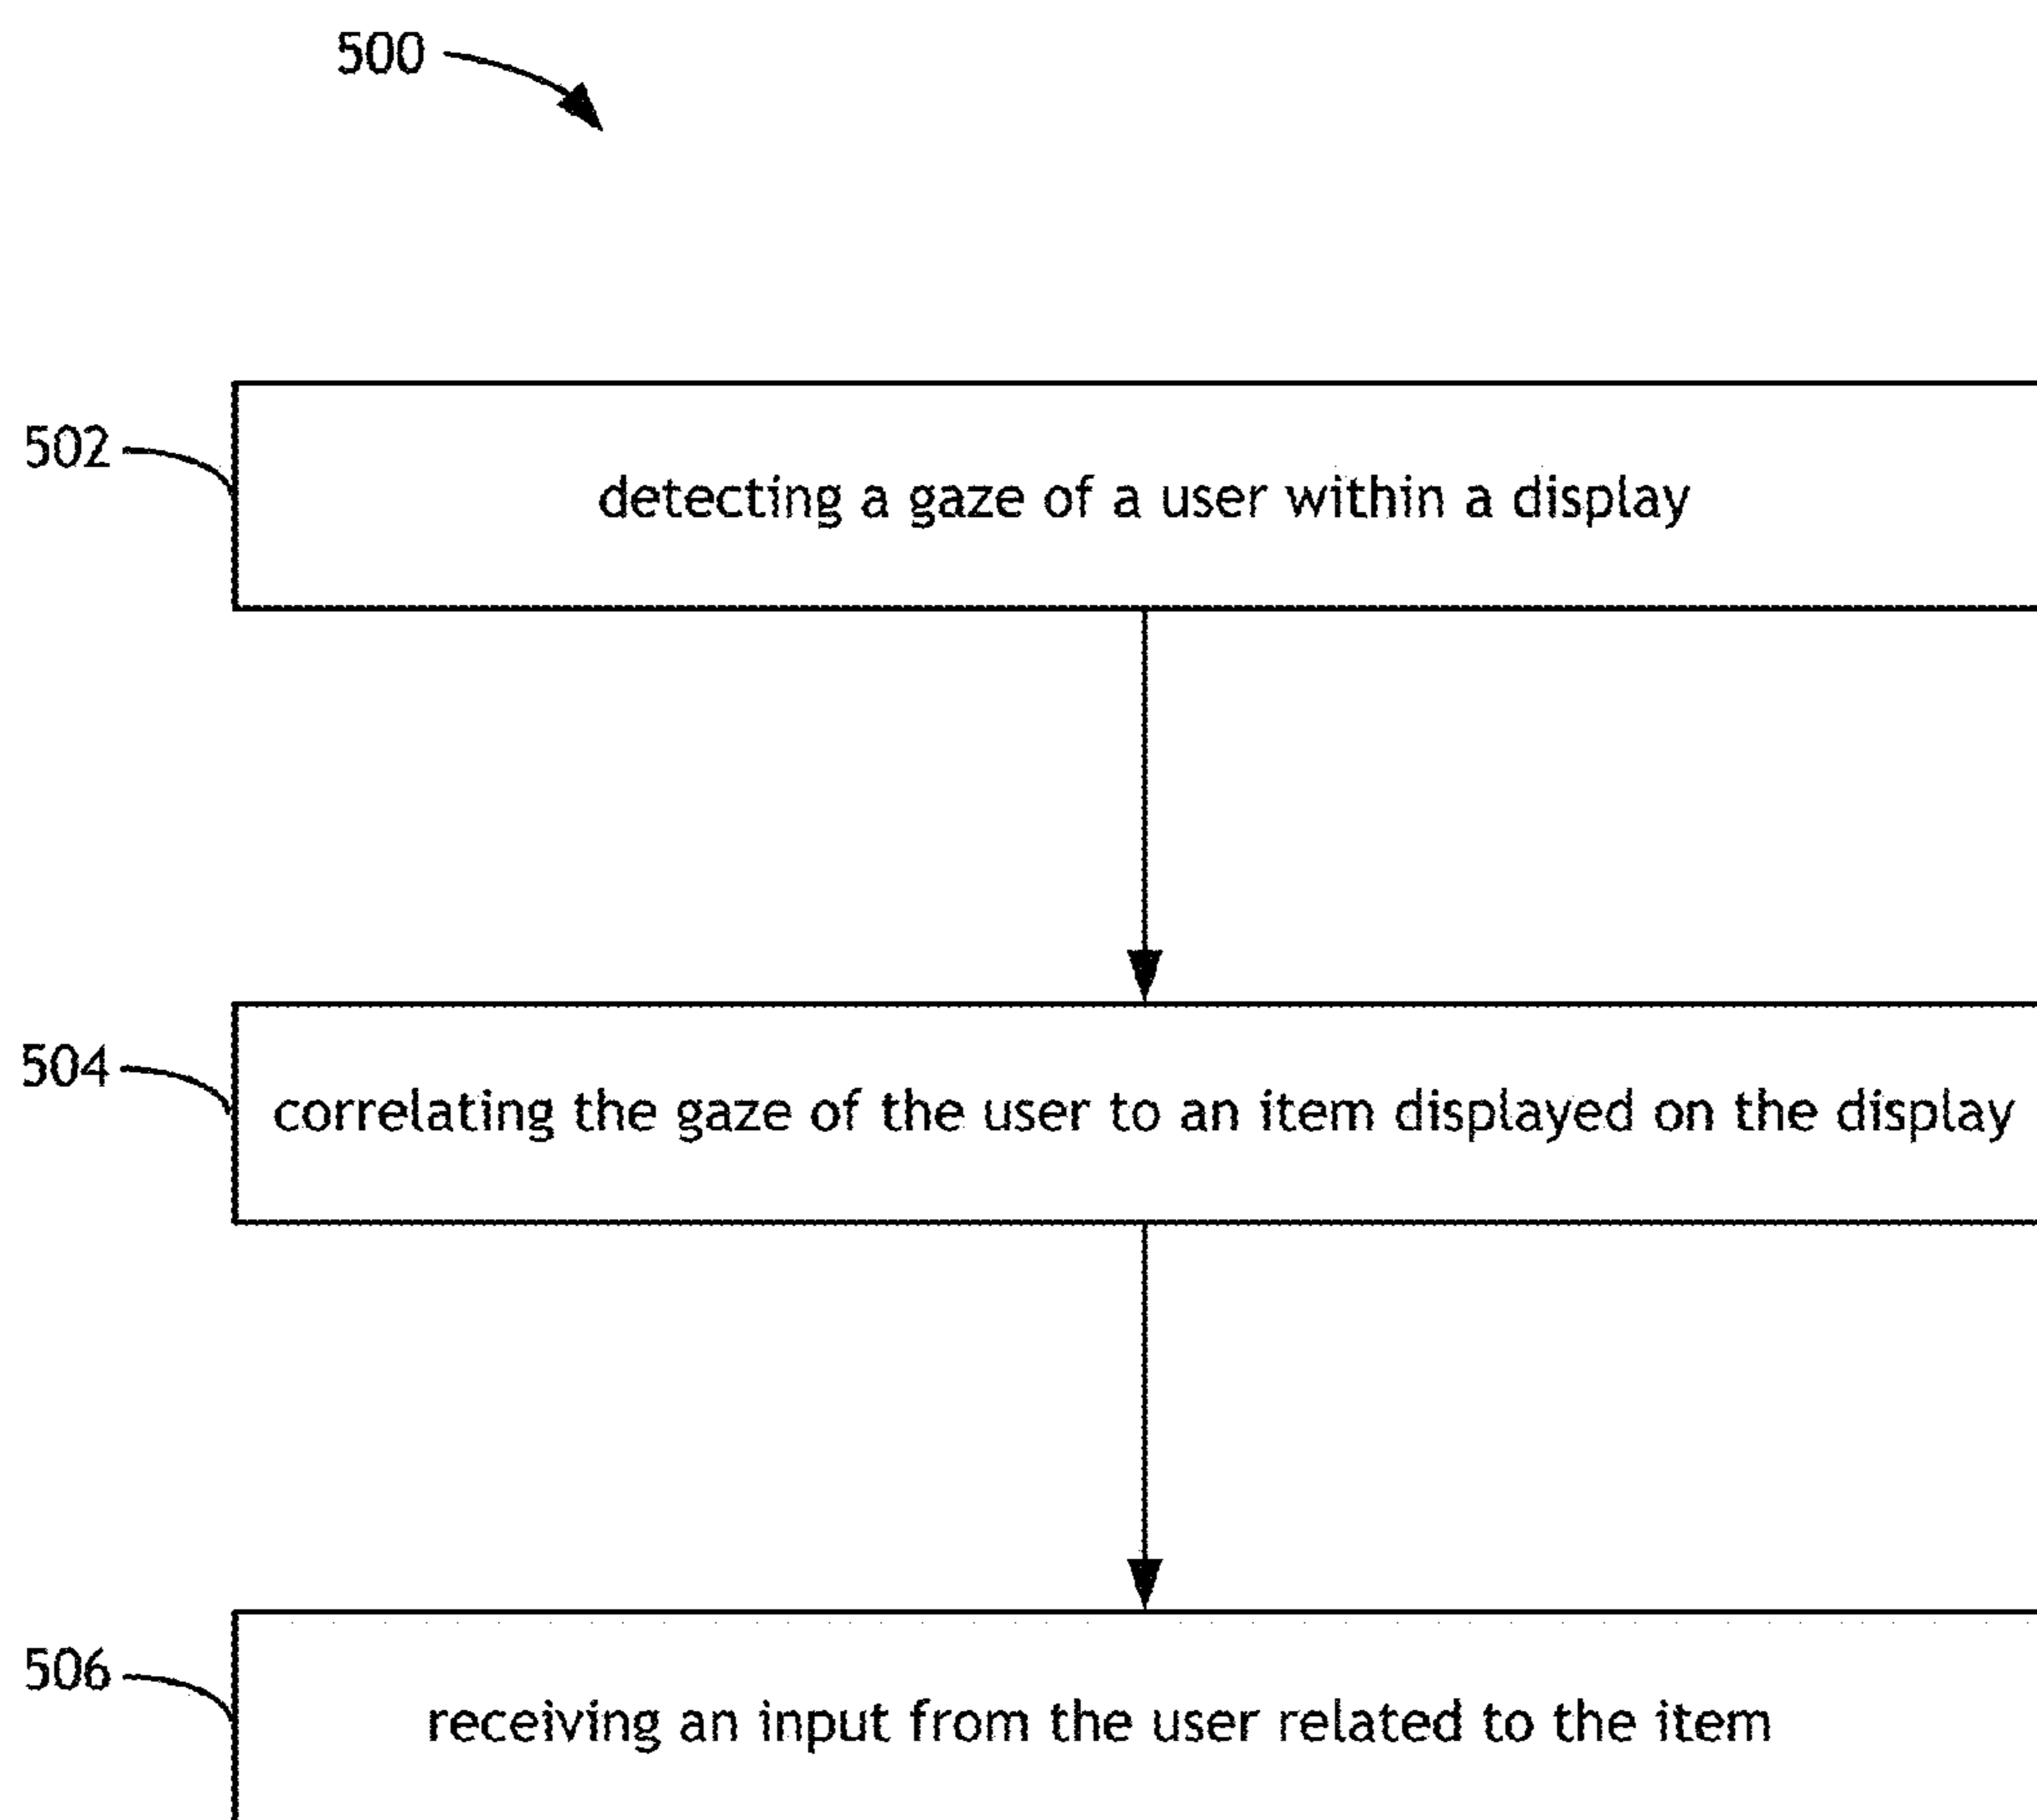 500
502
detecting a gaze of a user within a display
504
correlating the gaze of the user to an item displayed on the display
506
receiving an input from the user related to the item